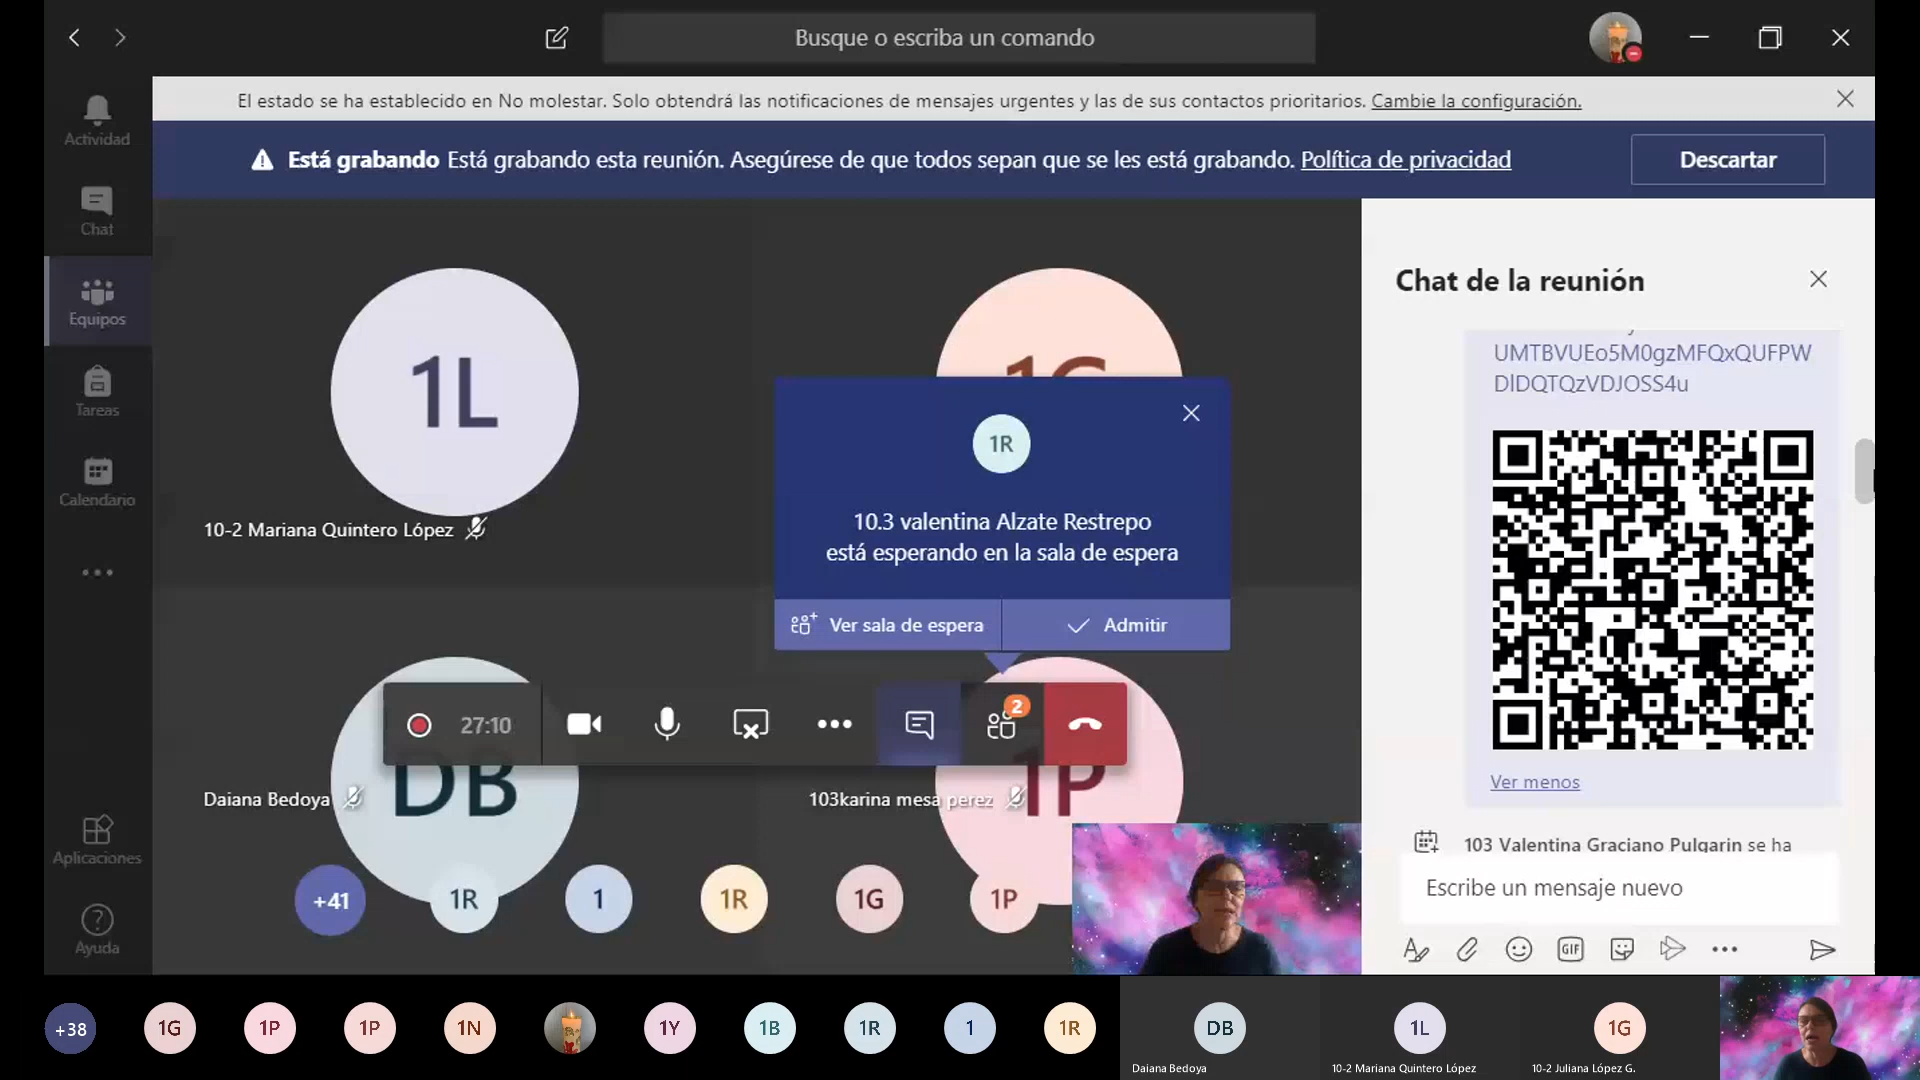 Busque o escriba un comando
El estado se ha establecido en No molestar. Solo obtendrá las notificaciones de mensajes urgentes y las de sus contactos prioritarios. Cambie la configuración.
Está grabando Está grabando esta reunión. Asegúrese de que todos sepan que se les está grabando. Política de privacidad
Descartar
Actividad
Chat
Equipos
Tareas
Calendario
Aplicaciones
Ayuda
1L
1G
10-2 Mariana Quintero López
1R
10.3 valentina Alzate Restrepo
está esperando en la sala de espera
Ver sala de espera
Admitir
27:10
2
DB
1P
Daiana Bedoya
103karina mesa perez
+41
1R
1
1R
1G
1P
Chat de la reunión
UMTBVUEo5M0gzMFQxQUFPW
DlDQTQzVDJOSS4u
Ver menos
103 Valentina Graciano Pulgarin se ha
Escribe un mensaje nuevo
GIF
+38
1G
1P
1P
1N
1Y
1B
1R
1
1R
DB
Daiana Bedoya
1L
10-2 Mariana Quintero López
1G
10-2 Juliana López G.